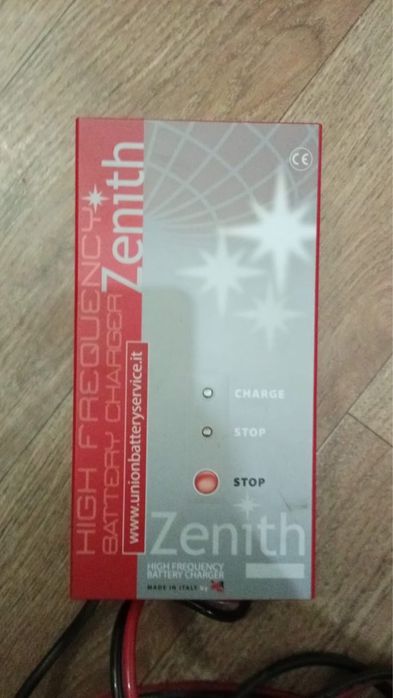 HIGH FREQUENCY
BATTERY CHARGER
Zenith
www.unionbatteryservice.it
CE
CHARGE
STOP
STOP
Zenith
HIGH FREQUENCY
BATTERY CHARGER
MADE IN ITALY by